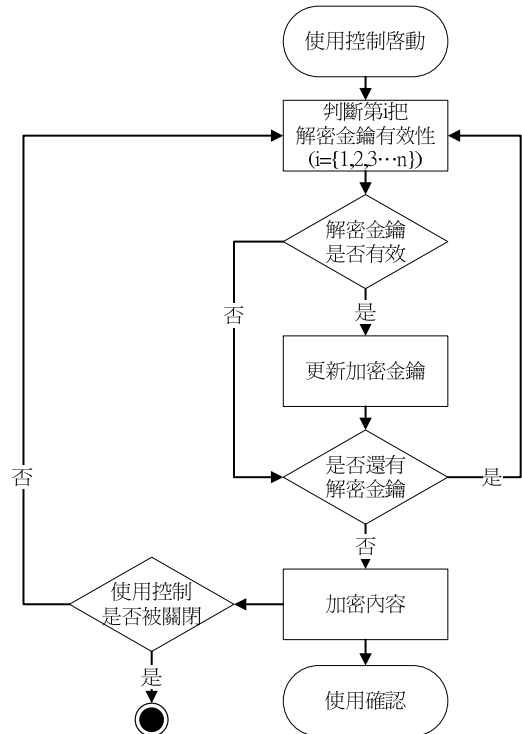 使用控制啓動
判斷第i把
解密金鑰有效性
(i={1,2,3…n})
解密金鑰
是否有效
否
是
更新加密金鑰
是否還有
解密金鑰
是
否
否
使用控制
是否被關閉
加密內容
是
使用確認